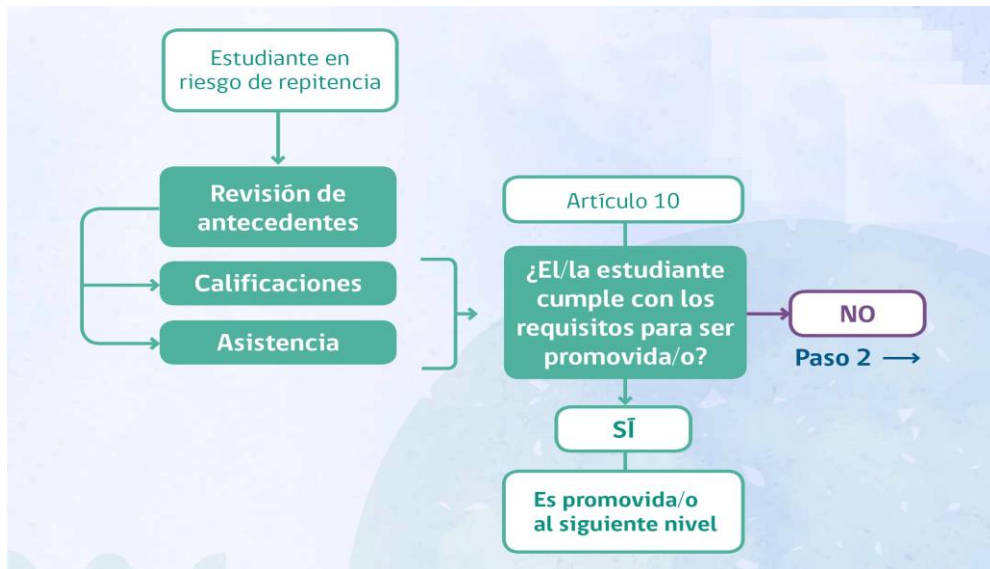 Estudiante en
riesgo de repitencia
Revisión de
antecedentes
Calificaciones
Asistencia
Artículo 10
¿El/la estudiante
cumple con los
requisitos para ser
promovida/o?
NO
Paso 2 →
SÍ
Es promovida/o
al siguiente nivel